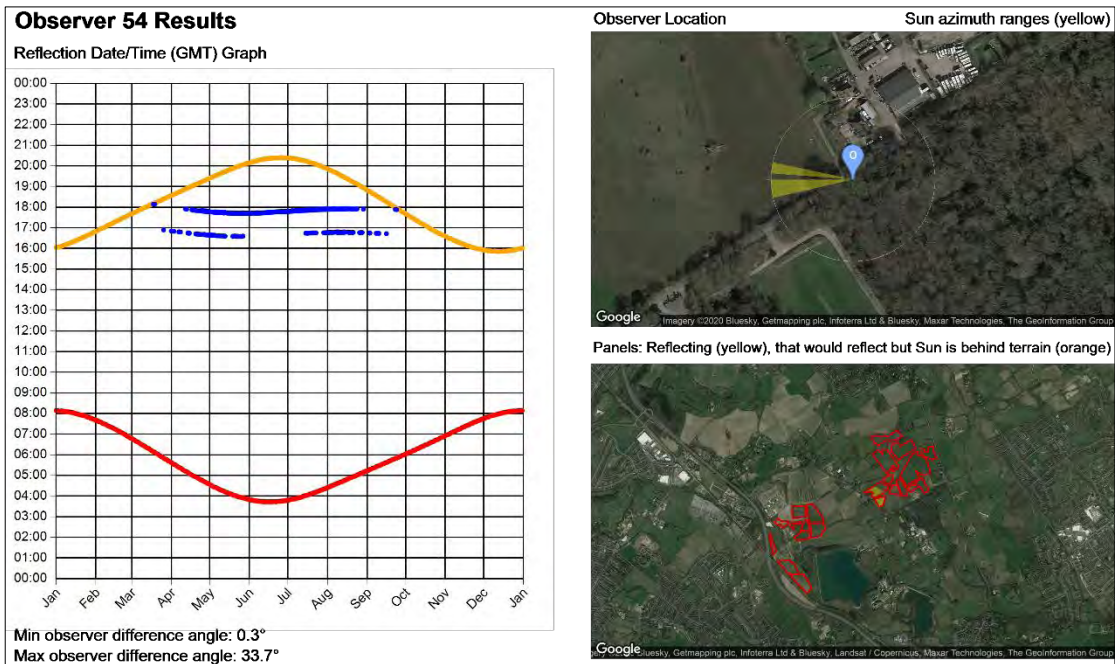 Observer 54 Results
Reflection Date/Time (GMT) Graph
00:00
23:00
22:00
21:00
20:00
19:00
18:00
17:00
16:00
15:00
14:00
13:00
12:00
11:00
10:00
09:00
08:00
07:00
06:00
05:00
04:00
03:00
02:00
01:00
00:00
Jan
Feb
Mar
Apr
May
Jun
Jul
Aug
Sep
Oct
Nov
Dec
Jan
Min observer difference angle: 0.3°
Max observer difference angle: 33.7°
Observer Location
Sun azimuth ranges (yellow)
O
Google
Imagery ©2020 Bluesky, Getmapping plc, Infoterra Ltd & Bluesky, Maxar Technologies, The GeoInformation Group
Panels: Reflecting (yellow), that would reflect but Sun is behind terrain (orange)
Google
Bluesky, Getmapping plc, Infoterra Ltd & Bluesky, Landsat / Copernicus, Maxar Technologies, The GeoInformation Group